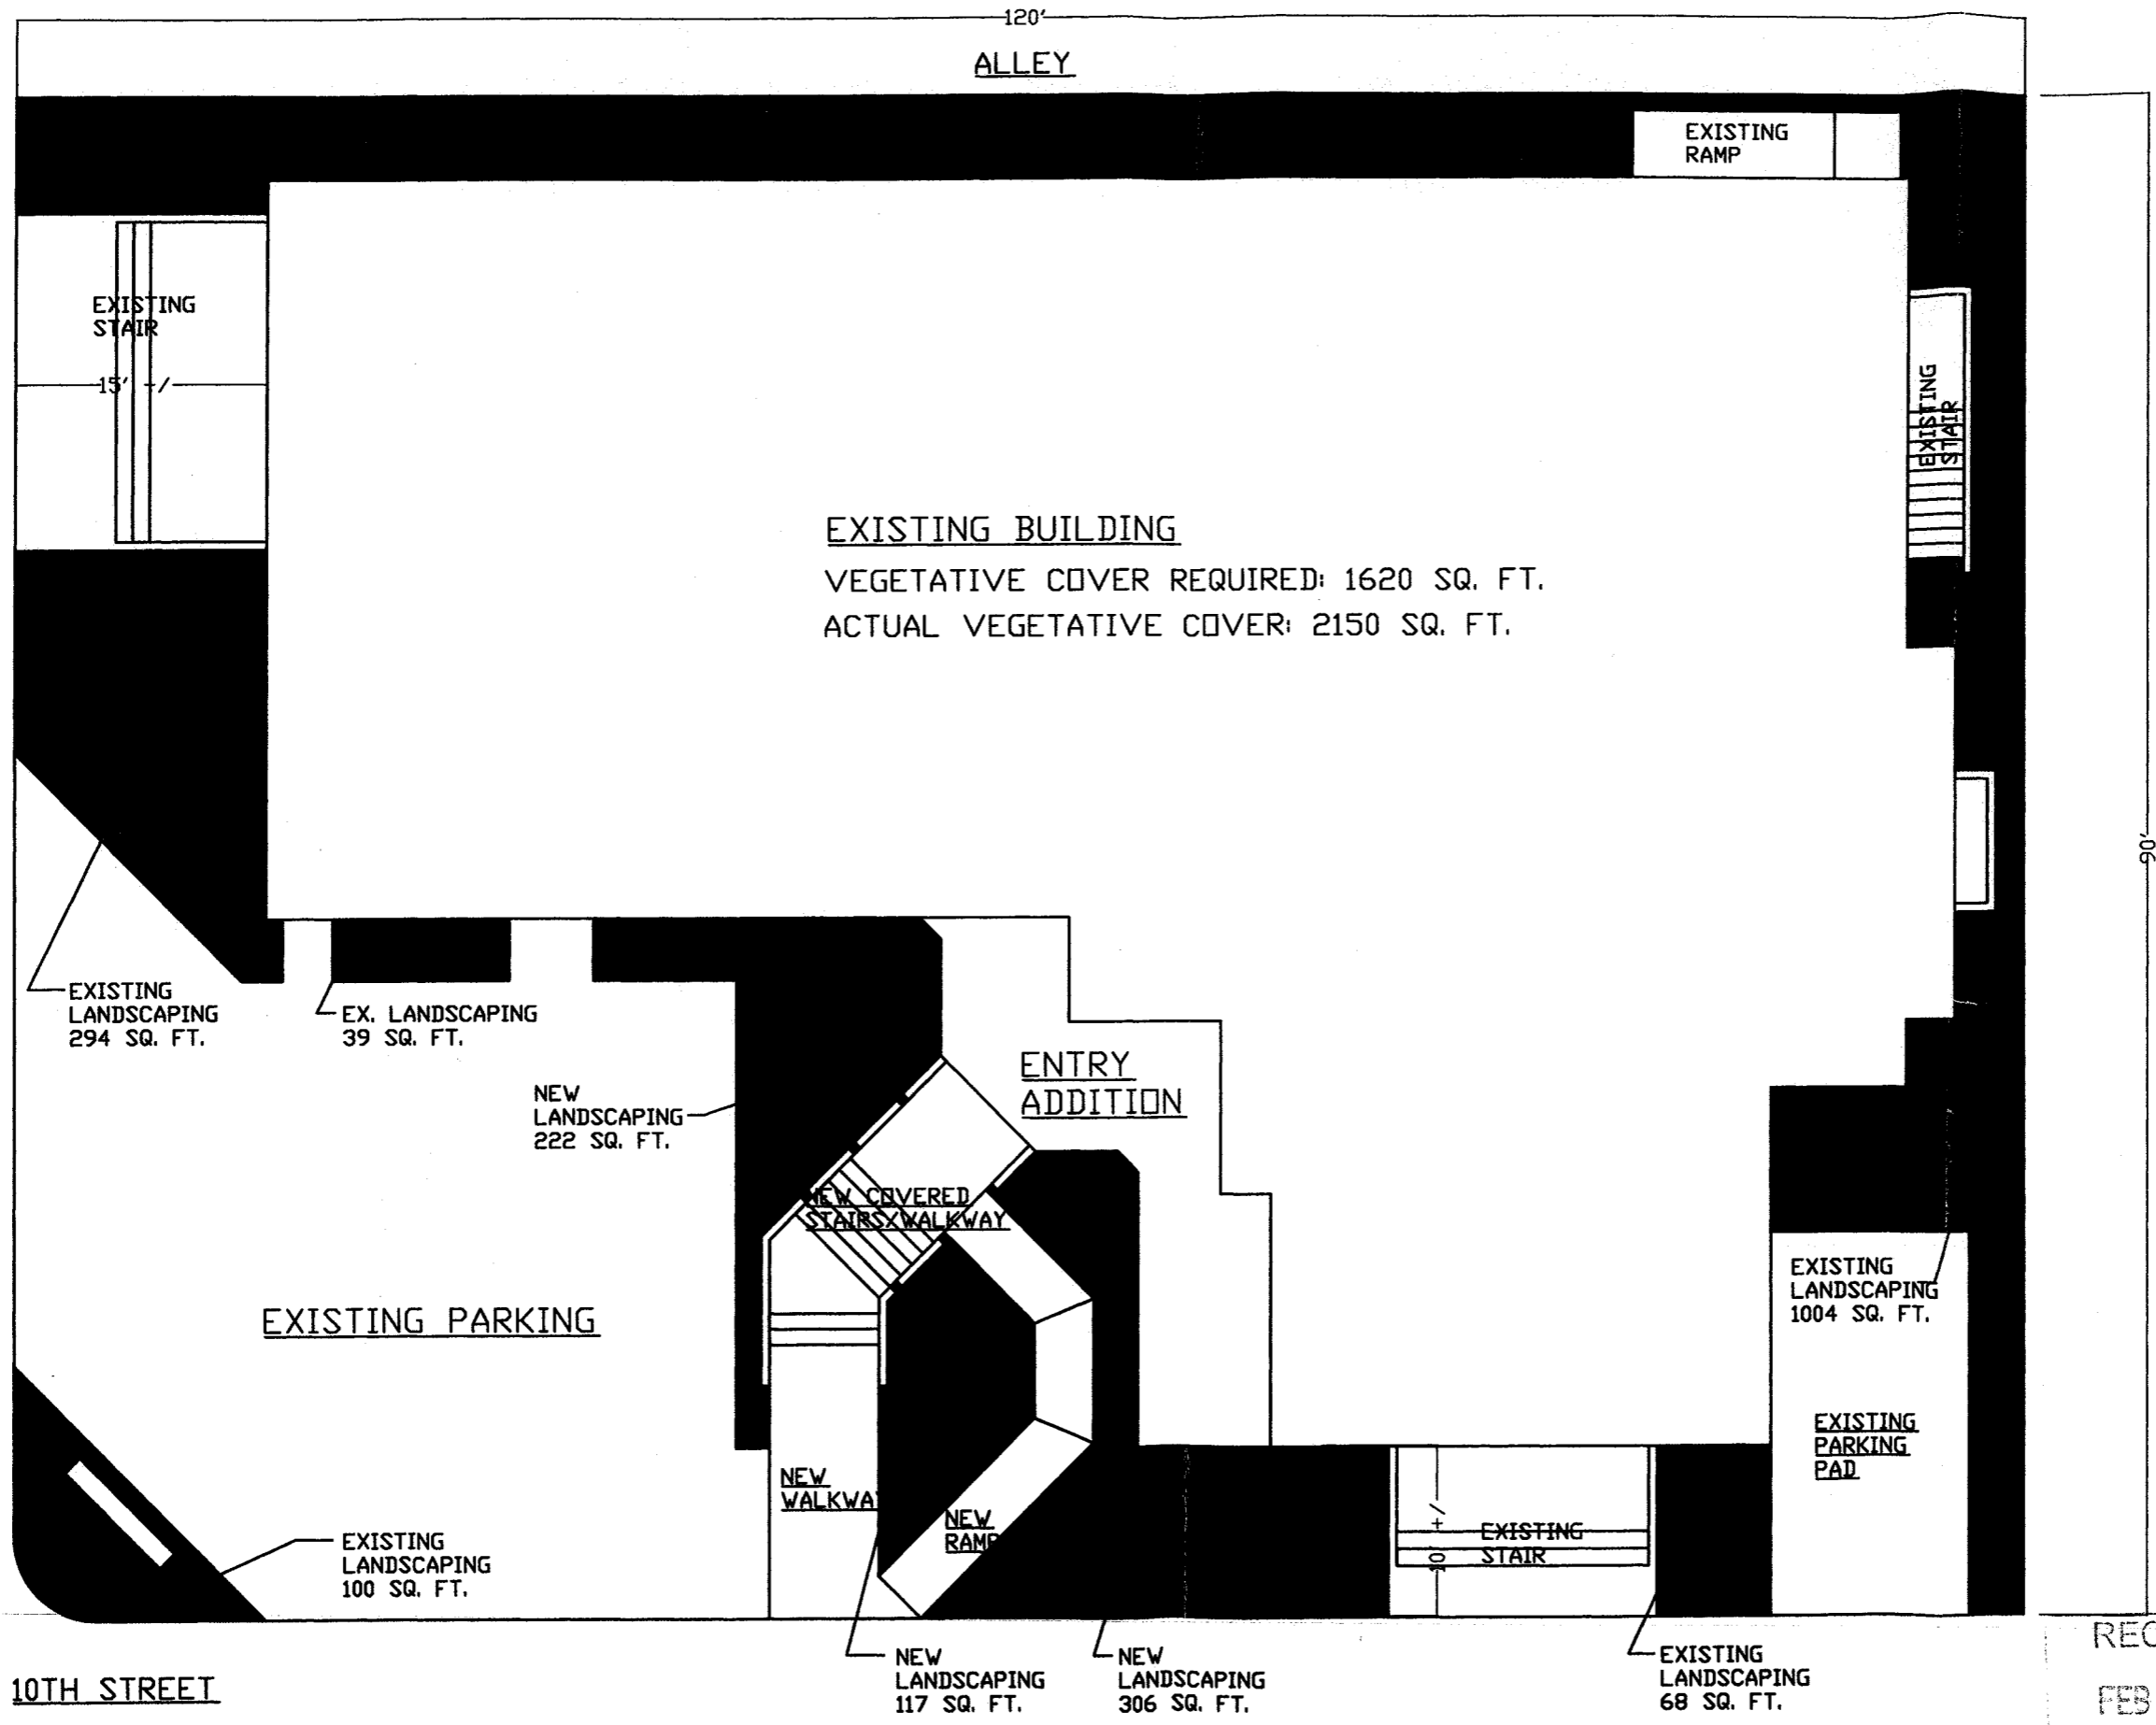 120'
ALLEY
EXISTING
RAMP
EXISTING
STAIR
15' +/
EXISTING
STAIR
EXISTING BUILDING
VEGETATIVE COVER REQUIRED: 1620 SQ. FT.
ACTUAL VEGETATIVE COVER: 2150 SQ. FT.
90'
EXISTING
LANDSCAPING
294 SQ. FT.
EX. LANDSCAPING
39 SQ. FT.
NEW
LANDSCAPING
222 SQ. FT.
ENTRY
ADDITION
NEW COVERED
STAIRS×WALKWAY
EXISTING
LANDSCAPING
1004 SQ. FT.
EXISTING PARKING
EXISTING
PARKING
PAD
NEW
WALKWA
NEW
RAMP
10' +/
EXISTING
STAIR
EXISTING
LANDSCAPING
100 SQ. FT.
NEW
LANDSCAPING
117 SQ. FT.
NEW
LANDSCAPING
306 SQ. FT.
EXISTING
LANDSCAPING
68 SQ. FT.
10TH STREET
REC
FEB